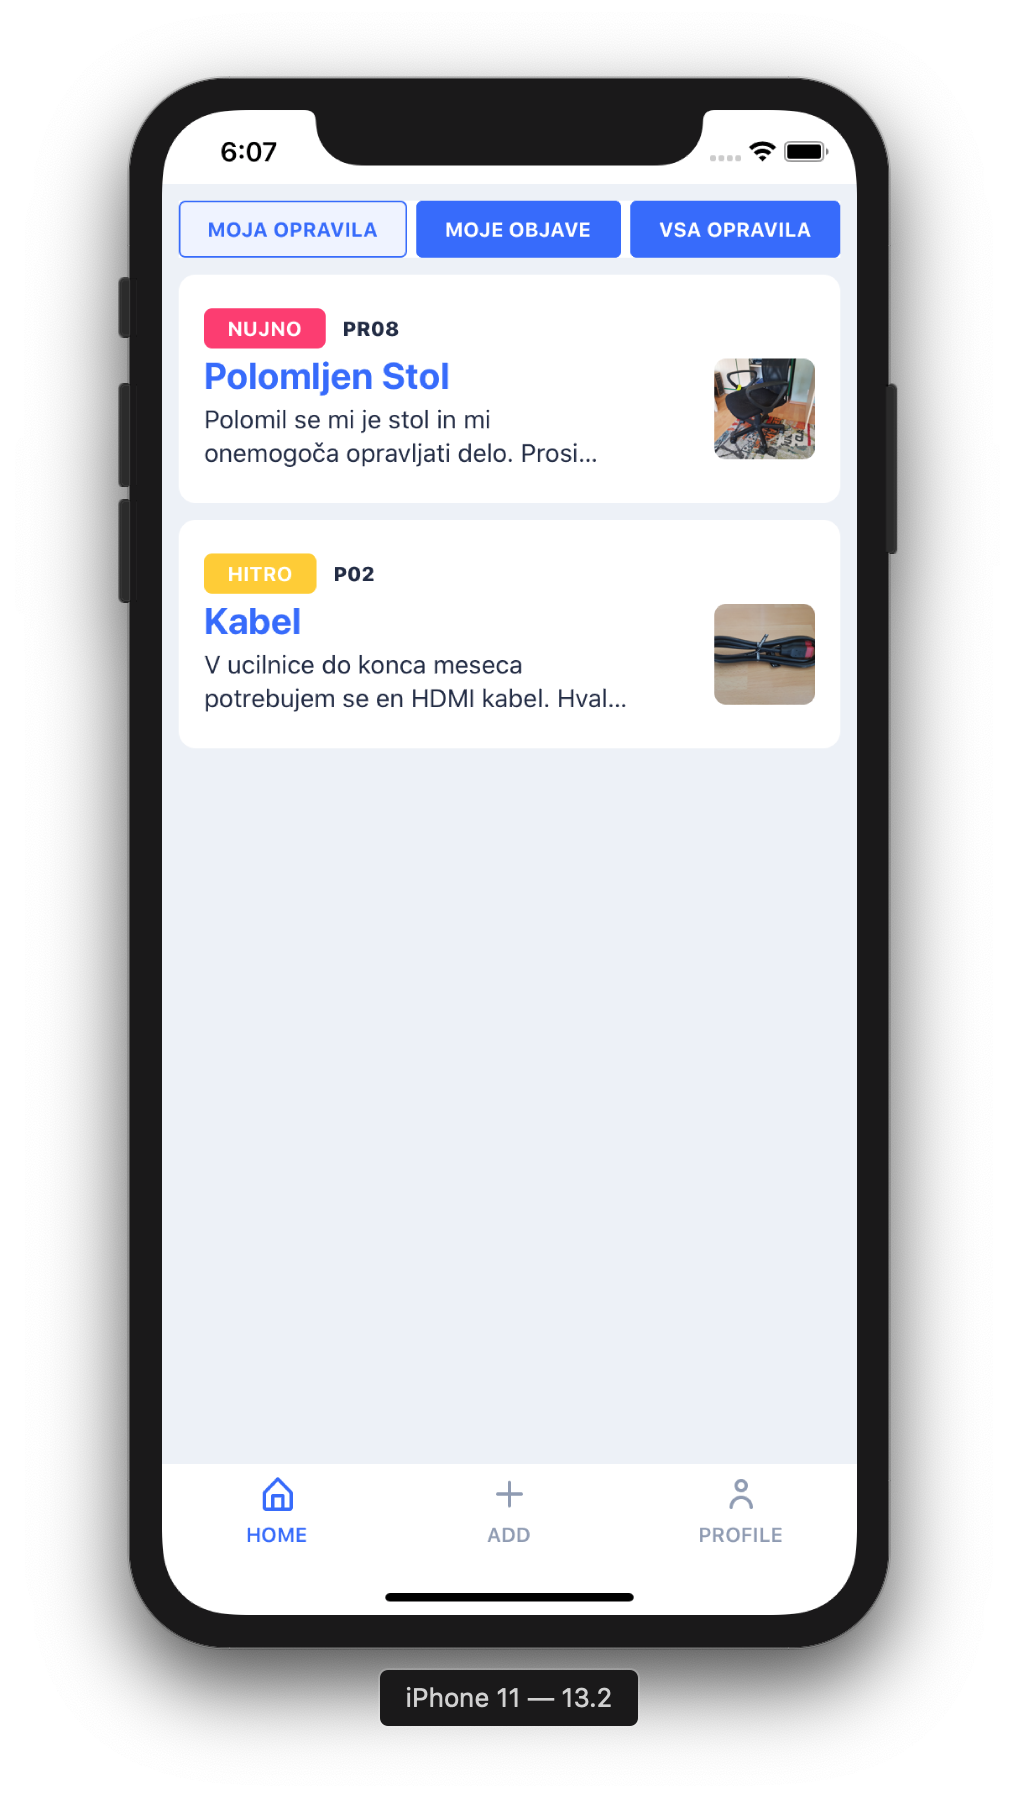 6:07
MOJA OPRAVILA
MOJE OBJAVE
VSA OPRAVILA
NUJNO
PR08
Polomljen Stol
Polomil se mi je stol in mi
onemogoča opravljati delo. Prosi...
HITRO
P02
Kabel
V ucilnice do konca meseca
potrebujem se en HDMI kabel. Hval...
HOME
ADD
PROFILE
iPhone 11 — 13.2